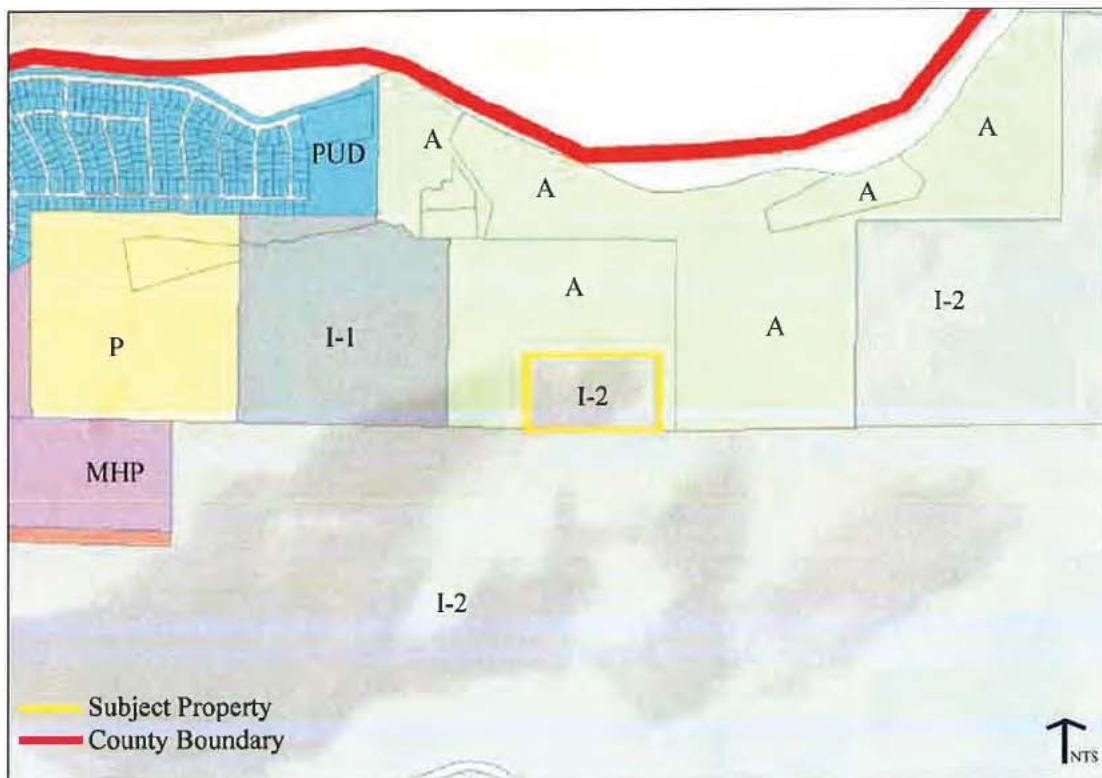 A
A
PUD
A
A
I-2
A
A
I-1
P
I-2
MHP
I-2
Subject Property
County Boundary
NTS